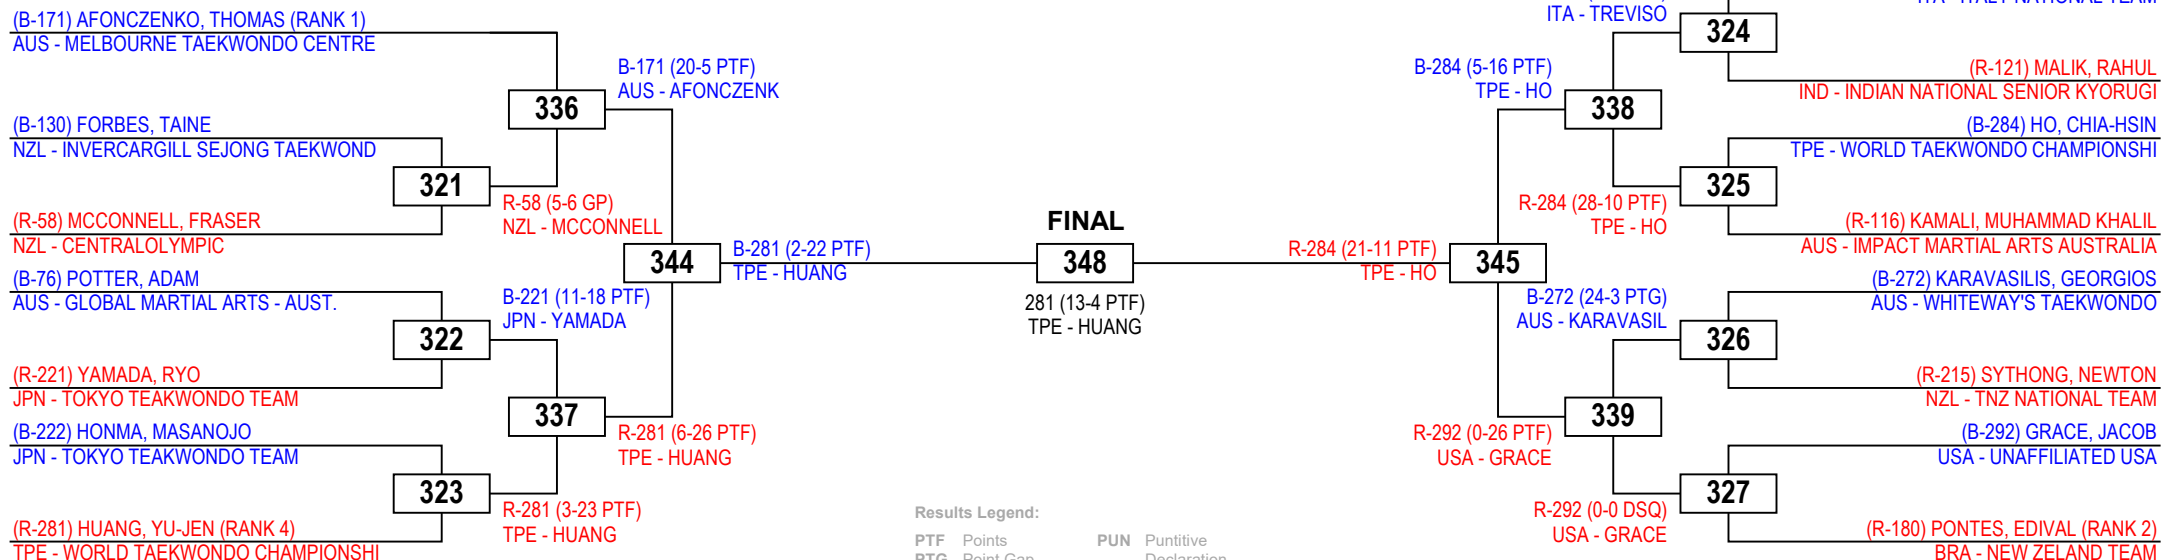 (B-171) AFONCZENKO, THOMAS (RANK 1)
AUS - MELBOURNE TAEKWONDO CENTRE
336
B-171 (20-5 PTF)
AUS - AFONCZENK
(B-130) FORBES, TAINE
NZL - INVERCARGILL SEJONG TAEKWOND
321
R-58 (5-6 GP)
NZL - MCCONNELL
(R-58) MCCONNELL, FRASER
NZL - CENTRALOLYMPIC
344
B-281 (2-22 PTF)
TPE - HUANG
(B-76) POTTER, ADAM
AUS - GLOBAL MARTIAL ARTS - AUST.
322
B-221 (11-18 PTF)
JPN - YAMADA
(R-221) YAMADA, RYO
JPN - TOKYO TEAKWONDO TEAM
337
R-281 (6-26 PTF)
TPE - HUANG
(B-222) HONMA, MASANOJO
JPN - TOKYO TEAKWONDO TEAM
323
R-281 (3-23 PTF)
TPE - HUANG
(R-281) HUANG, YU-JEN (RANK 4)
TPE - WORLD TAEKWONDO CHAMPIONSHI
FINAL
348
281 (13-4 PTF)
TPE - HUANG
Results Legend:
PTF Points
PUN Puntitive
PTG Point Gap
Declaration
ITA - TREVISO
ITA - ITALY NATIONAL TEAM
324
B-284 (5-16 PTF)
TPE - HO
338
(R-121) MALIK, RAHUL
IND - INDIAN NATIONAL SENIOR KYORUGI
(B-284) HO, CHIA-HSIN
TPE - WORLD TAEKWONDO CHAMPIONSHI
325
R-284 (28-10 PTF)
TPE - HO
(R-116) KAMALI, MUHAMMAD KHALIL
AUS - IMPACT MARTIAL ARTS AUSTRALIA
R-284 (21-11 PTF)
TPE - HO
345
(B-272) KARAVASILIS, GEORGIOS
AUS - WHITEWAY'S TAEKWONDO
B-272 (24-3 PTG)
AUS - KARAVASIL
326
(R-215) SYTHONG, NEWTON
NZL - TNZ NATIONAL TEAM
339
R-292 (0-26 PTF)
USA - GRACE
(B-292) GRACE, JACOB
USA - UNAFFILIATED USA
327
R-292 (0-0 DSQ)
USA - GRACE
(R-180) PONTES, EDIVAL (RANK 2)
BRA - NEW ZELAND TEAM